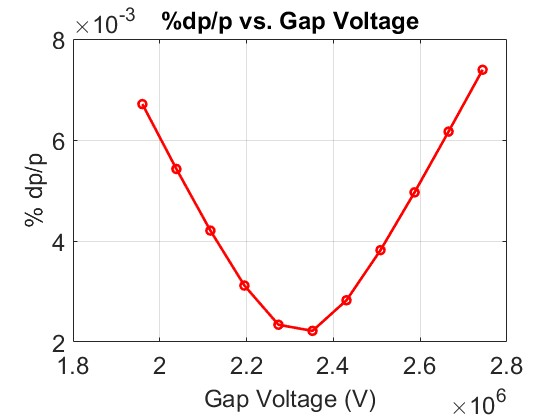 ×10⁻³
%dp/p vs. Gap Voltage
8
6
4
2
% dp/p
1.8 2 2.2 2.4 2.6 2.8
Gap Voltage (V)
×10⁶